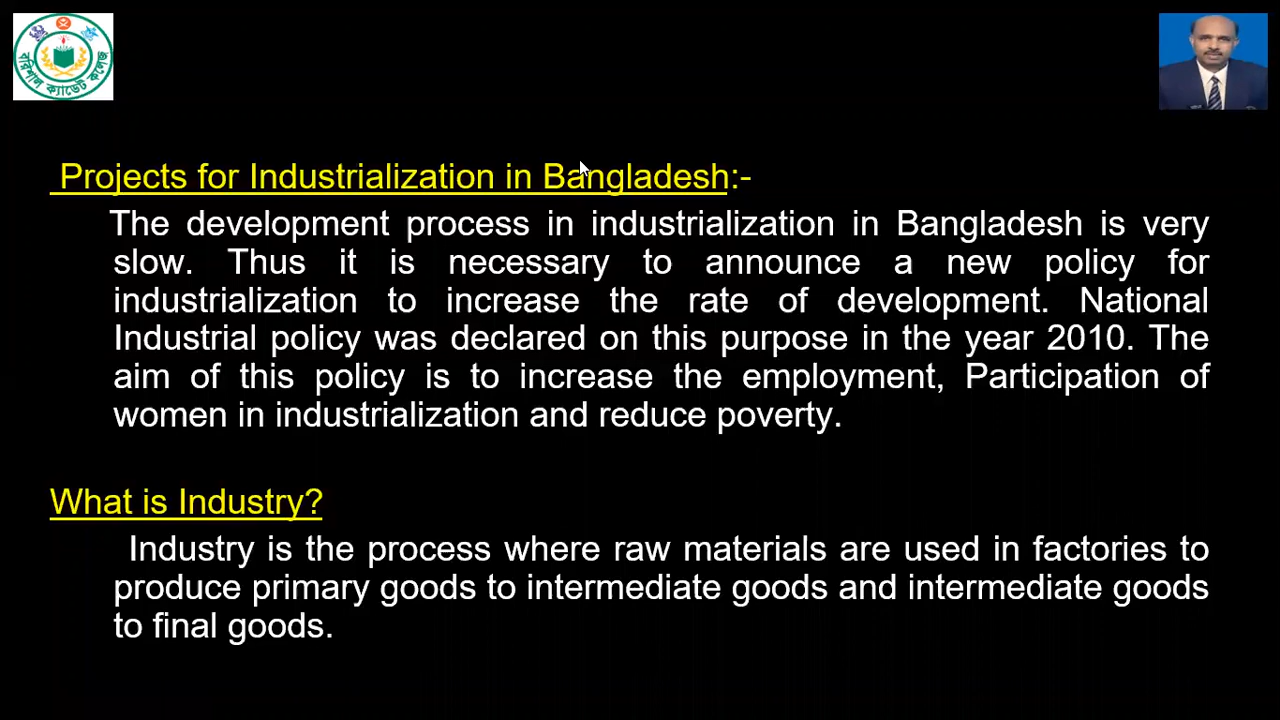 বরিশাল ক্যাডেট কলেজ
Projects for Industrialization in Bangladesh:-
The development process in industrialization in Bangladesh is very
slow. Thus it is necessary to announce a new policy for
industrialization to increase the rate of development. National
Industrial policy was declared on this purpose in the year 2010. The
aim of this policy is to increase the employment, Participation of
women in industrialization and reduce poverty.
What is Industry?
Industry is the process where raw materials are used in factories to
produce primary goods to intermediate goods and intermediate goods
to final goods.